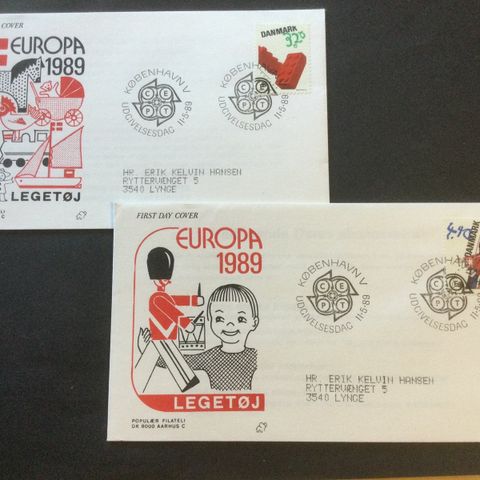 COVER
EUROPA
1989
LEGETØJ
KØBENHAVN V
CEPT
UDGIVELSESDAG 11-5-89
KØBENHAVN V
CEPT
UDGIVELSESDAG 11-5-89
DANMARK
3.20
HR. ERIK KELVIN HANSEN
RYTTERVÆNGET 5
3540 LYNGE
FIRST DAY COVER
EUROPA
1989
LEGETØJ
POPULÆR FILATELI
DK 8000 AARHUS C
KØBENHAVN V
CEPT
UDGIVELSESDAG 11-5-89
KØBENHAVN
CEPT
UDGIVELSESDAG 11-5-
4.40
DANMARK
HR. ERIK KELVIN HANSEN
RYTTERVÆNGET 5
3540 LYNGE